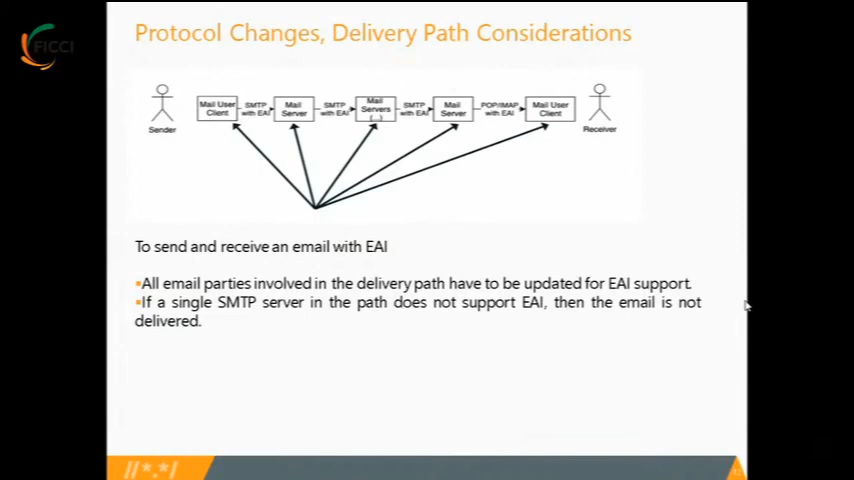 FICCI
Protocol Changes, Delivery Path Considerations
Mail User Client
SMTP with EAI
Mail Server
SMTP with EAI
Mail Servers (...)
SMTP with EAI
Mail Server
POP/IMAP with EAI
Mail User Client
Sender
Receiver
To send and receive an email with EAI
▪All email parties involved in the delivery path have to be updated for EAI support.
▪If a single SMTP server in the path does not support EAI, then the email is not
delivered.
//*.*/